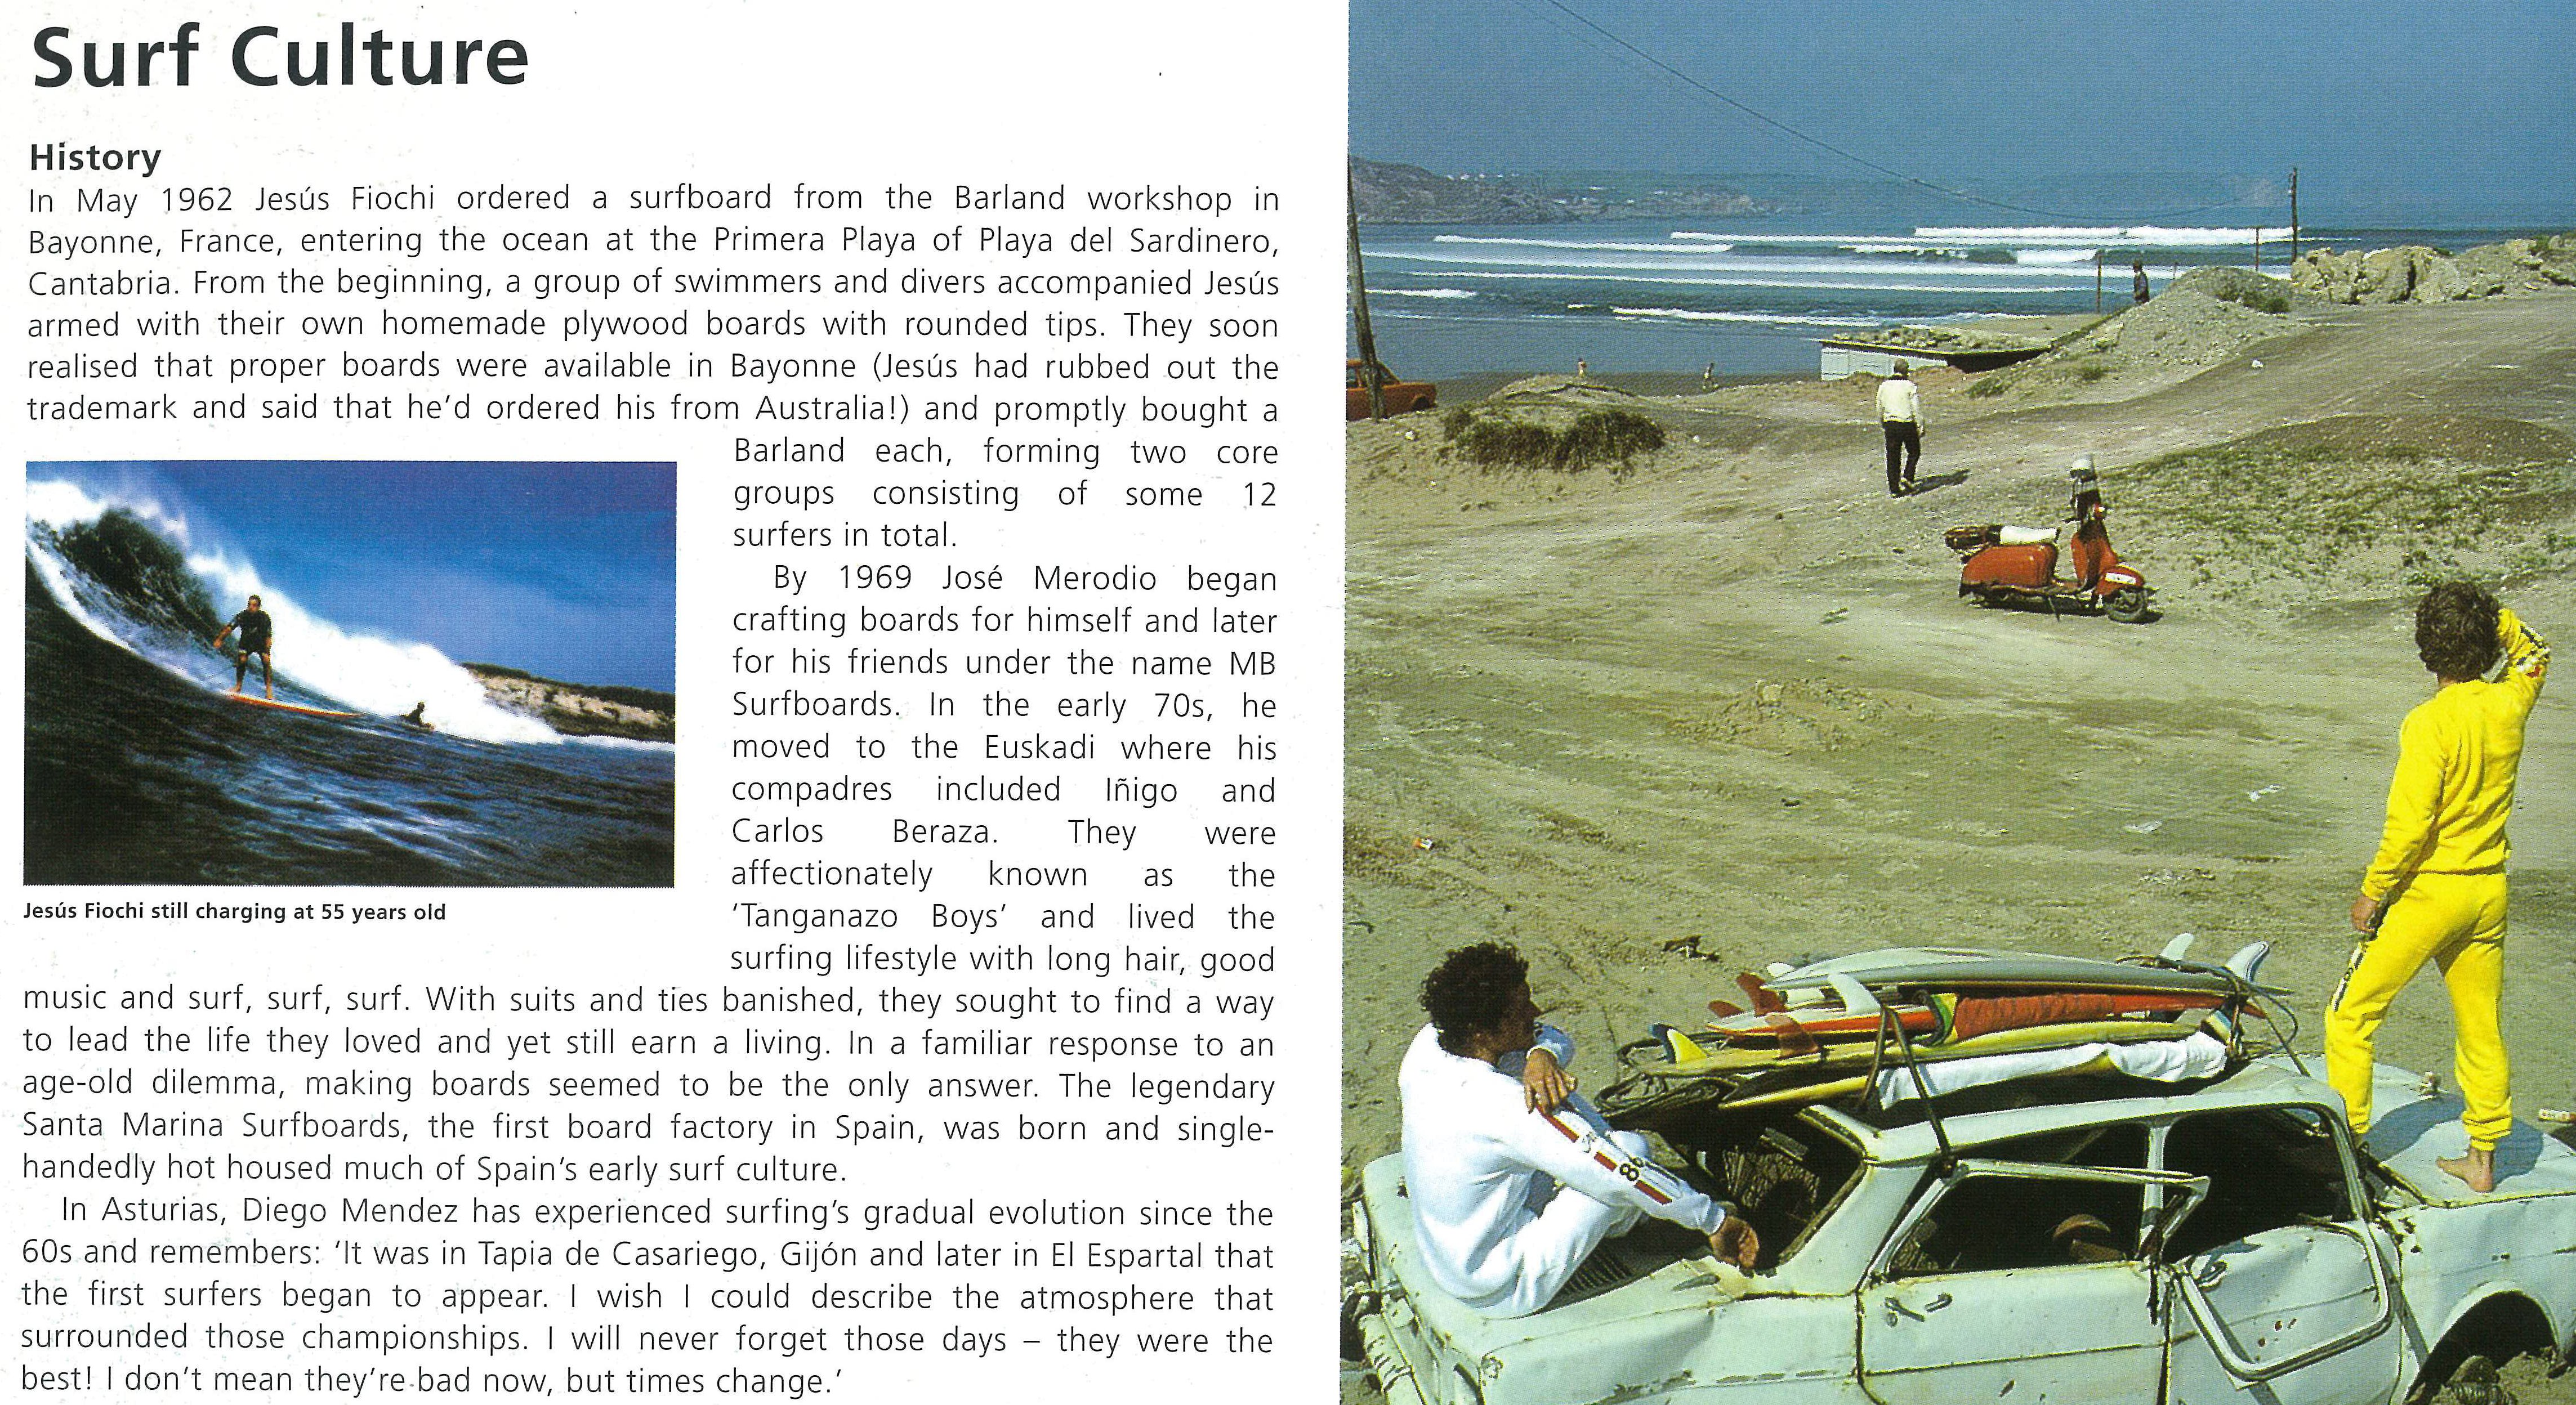 Surf Culture
History
In May 1962 Jesús Fiochi ordered a surfboard from the Barland workshop in
Bayonne, France, entering the ocean at the Primera Playa of Playa del Sardinero,
Cantabria. From the beginning, a group of swimmers and divers accompanied Jesús
armed with their own homemade plywood boards with rounded tips. They soon
realised that proper boards were available in Bayonne (Jesús had rubbed out the
trademark and said that he'd ordered his from Australia!) and promptly bought a
Barland each, forming two core
groups consisting of some 12
surfers in total.
By 1969 José Merodio began
crafting boards for himself and later
for his friends under the name MB
Surfboards. In the early 70s, he
moved to the Euskadi where his
compadres included Iñigo and
Carlos Beraza. They were
affectionately known as the
'Tanganazo Boys' and lived the
surfing lifestyle with long hair, good
music and surf, surf, surf. With suits and ties banished, they sought to find a way
to lead the life they loved and yet still earn a living. In a familiar response to an
age-old dilemma, making boards seemed to be the only answer. The legendary
Santa Marina Surfboards, the first board factory in Spain, was born and single-
handedly hot housed much of Spain's early surf culture.
In Asturias, Diego Mendez has experienced surfing's gradual evolution since the
60s and remembers: 'It was in Tapia de Casariego, Gijón and later in El Espartal that
the first surfers began to appear. I wish I could describe the atmosphere that
surrounded those championships. I will never forget those days – they were the
best! I don't mean they're bad now, but times change.'
Jesús Fiochi still charging at 55 years old
86